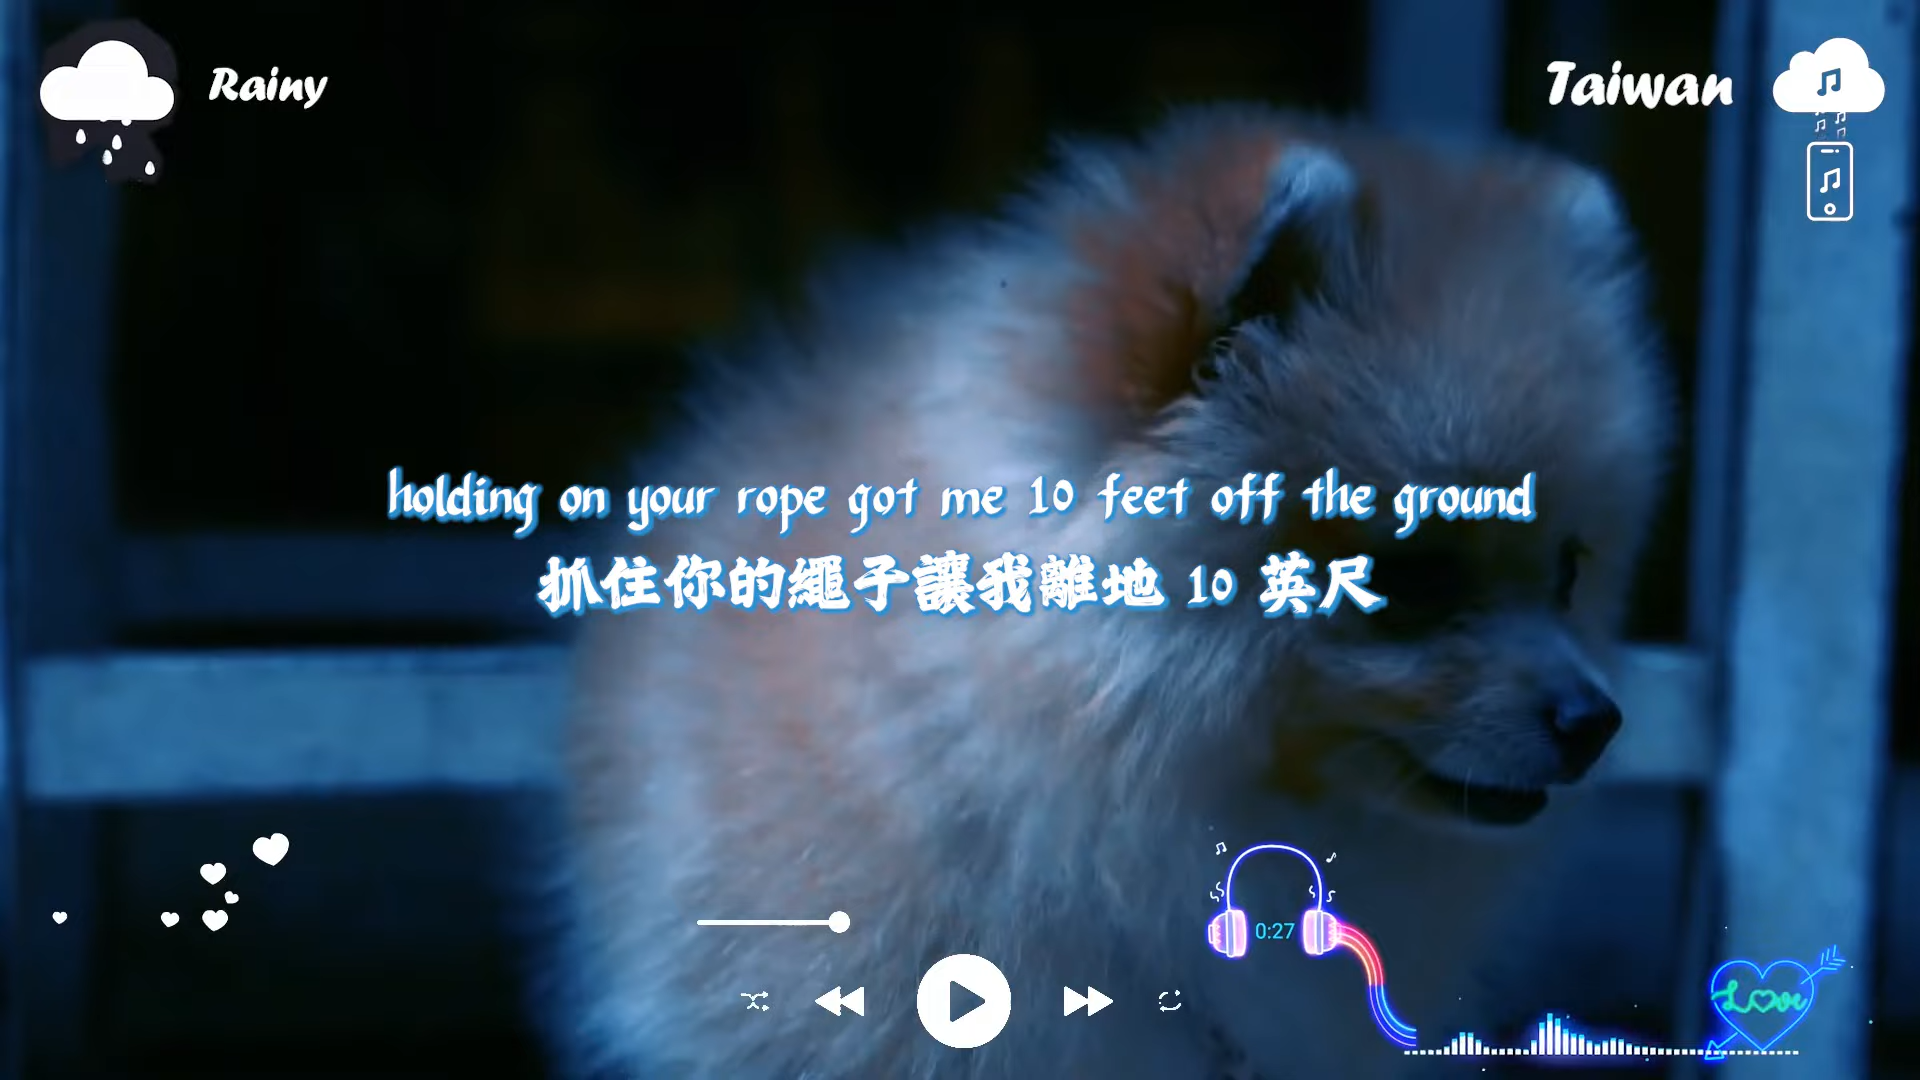 Rainy
Taiwan
holding on your rope got me 10 feet off the ground
抓住你的繩子讓我離地 10 英尺
0:27
Love